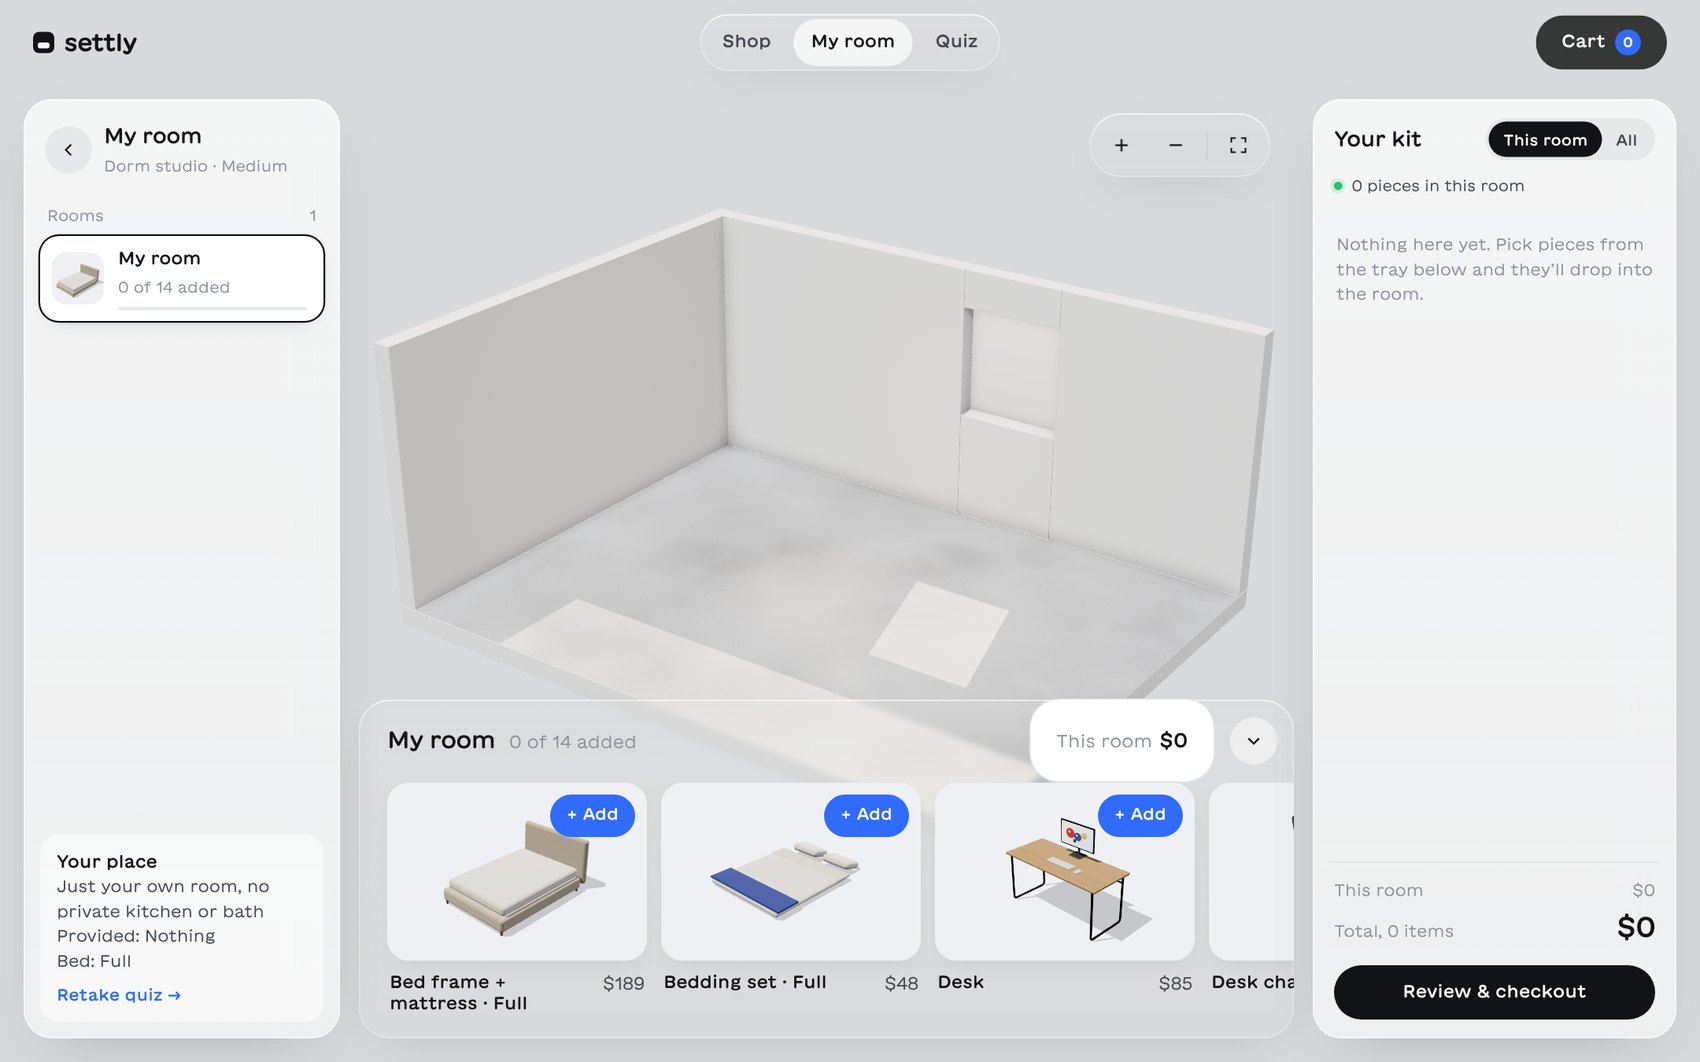 settly
Shop
My room
Quiz
Cart 0
My room
Dorm studio · Medium
Rooms 1
My room
0 of 14 added
Your place
Just your own room, no
private kitchen or bath
Provided: Nothing
Bed: Full
Retake quiz →
+ −
My room 0 of 14 added
This room $0
+ Add
+ Add
+ Add
Bed frame +
mattress · Full
$189
Bedding set · Full $48
Desk $85
Desk cha
Your kit
This room All
0 pieces in this room
Nothing here yet. Pick pieces from
the tray below and they’ll drop into
the room.
This room $0
Total, 0 items $0
Review & checkout